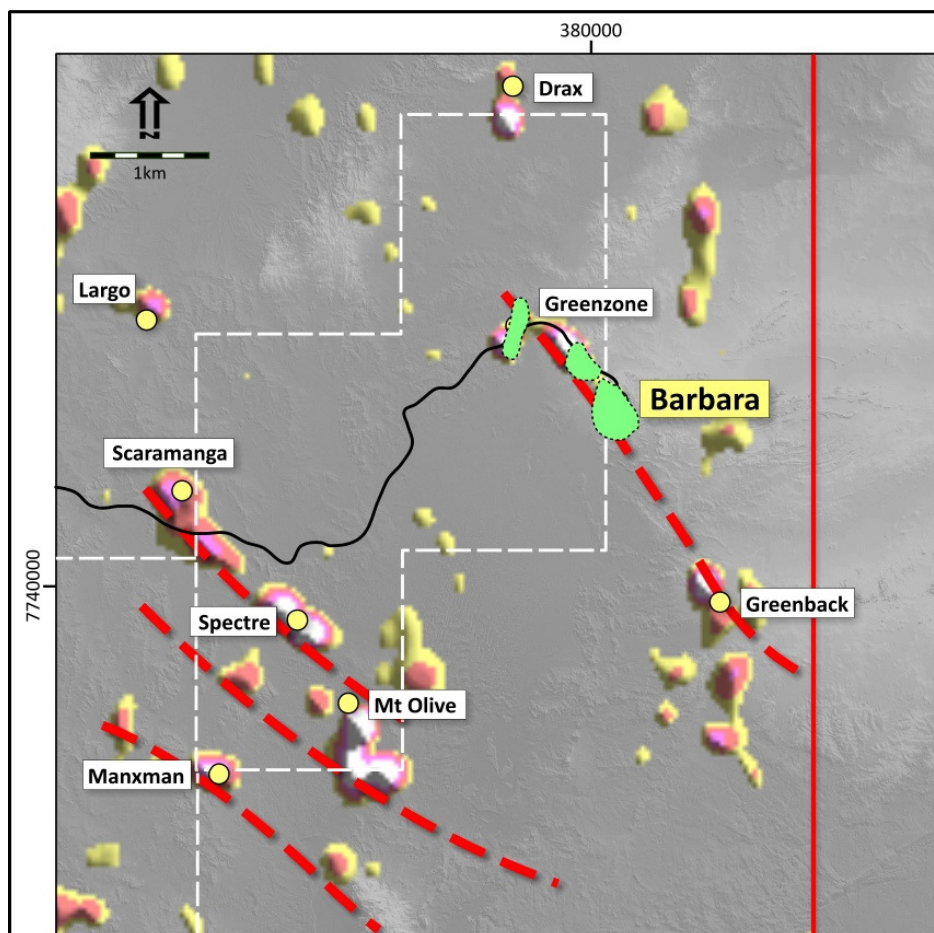 380000
Drax
N
1km
Largo
Greenzone
Barbara
Scaramanga
7740000
Spectre
Greenback
Mt Olive
Manxman